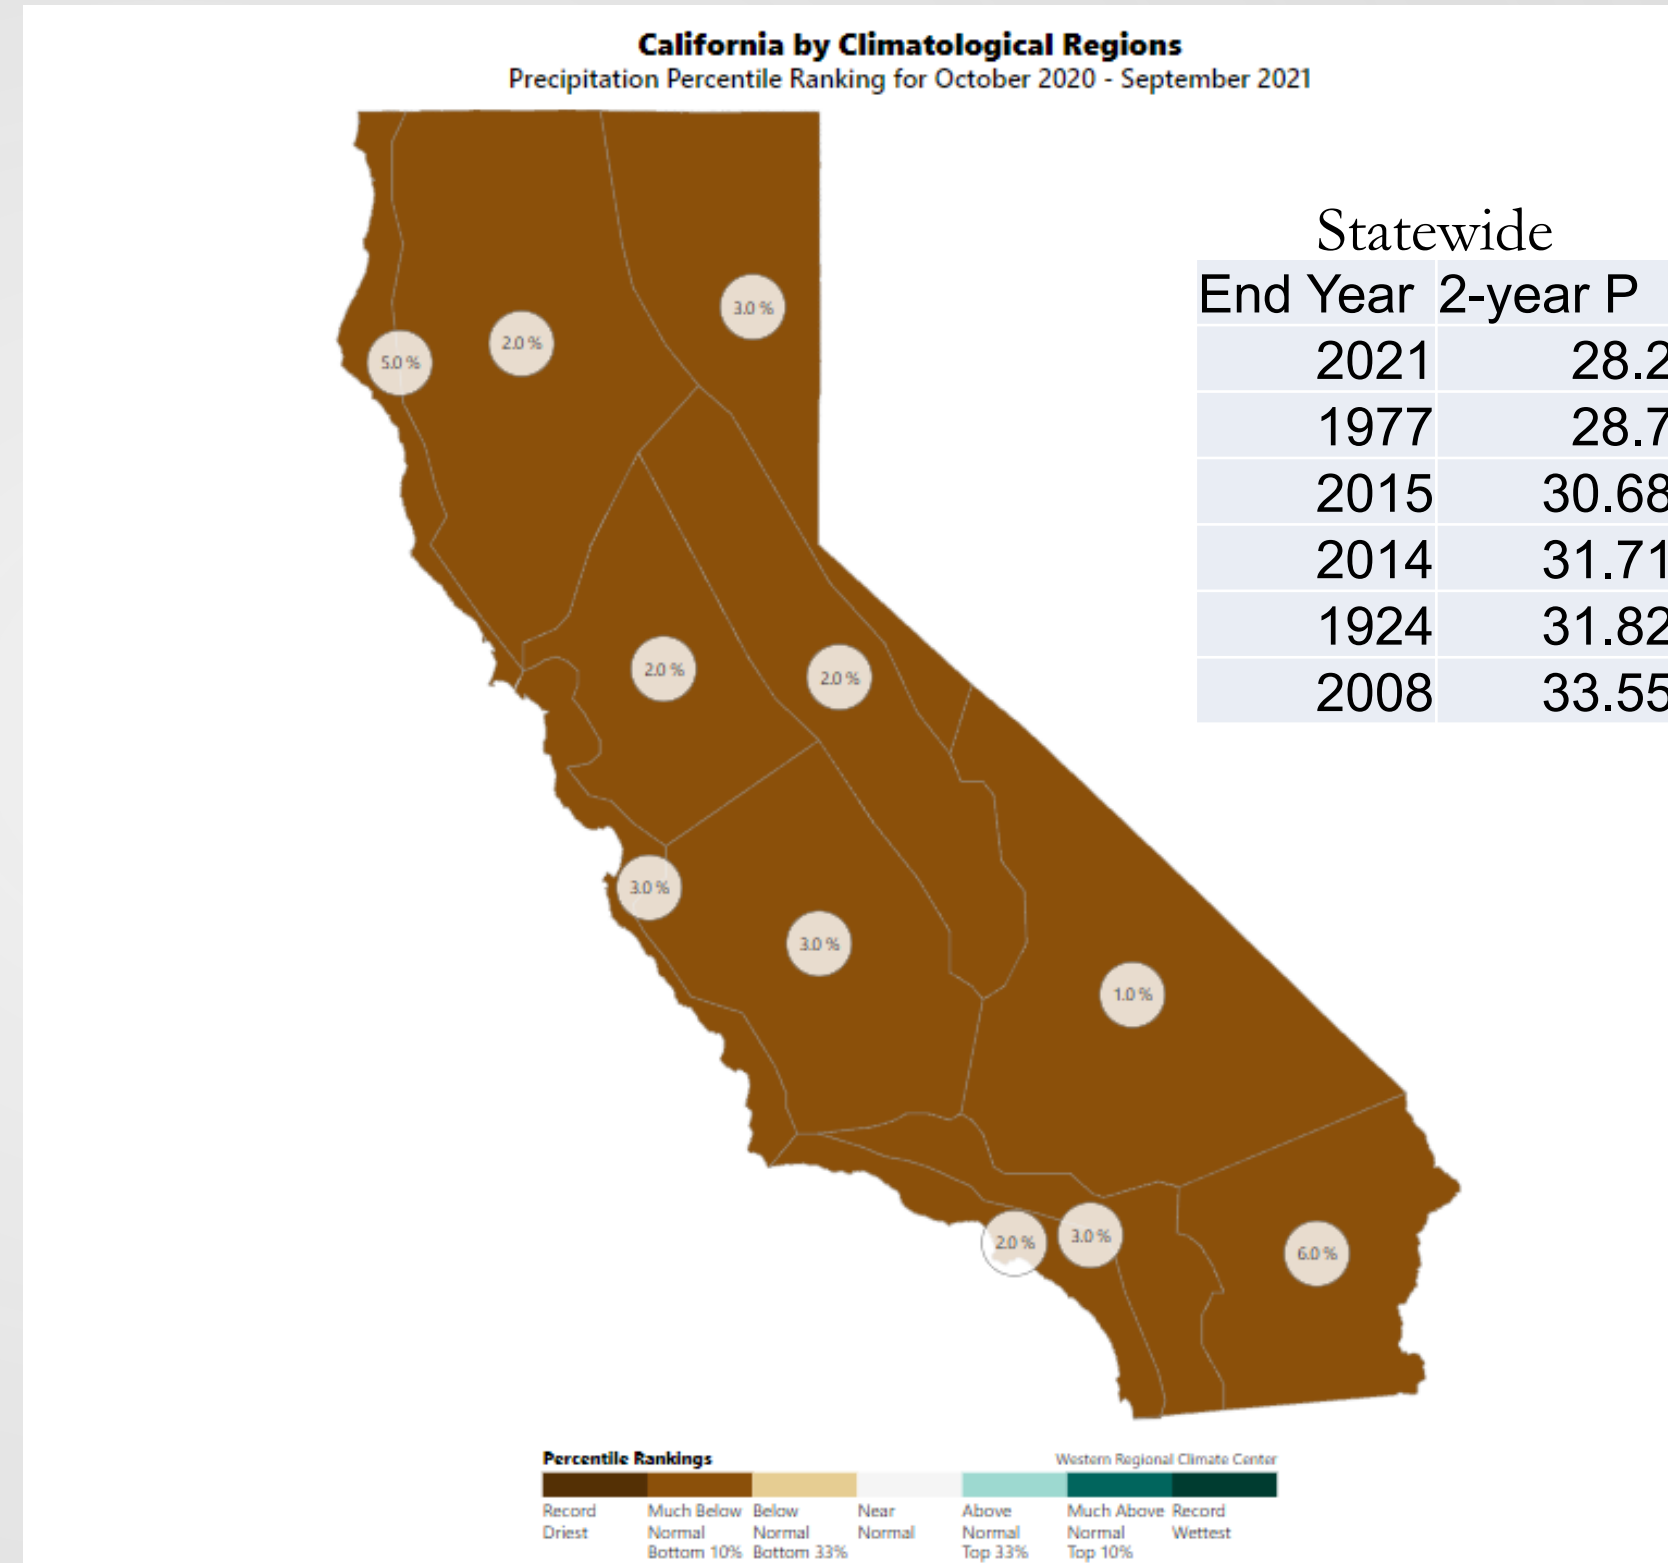 California by Climatological Regions
Precipitation Percentile Ranking for October 2020 - September 2021
Statewide
End Year 2-year P
2021 28.2
1977 28.7
2015 30.68
2014 31.71
1924 31.82
2008 33.55
3.0 %
2.0 %
5.0 %
2.0 %
2.0 %
3.0 %
3.0 %
1.0 %
2.0 %
3.0 %
6.0 %
Percentile Rankings
Western Regional Climate Center
Record Driest
Much Below Normal Bottom 10%
Below Normal Bottom 33%
Near Normal
Above Normal Top 33%
Much Above Normal Top 10%
Record Wettest